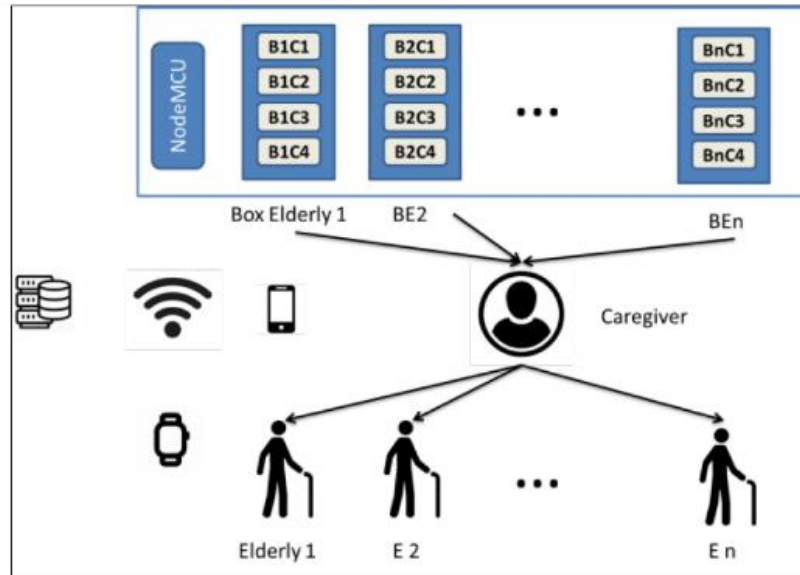 NodeMCU
B1C1
B1C2
B1C3
B1C4
B2C1
B2C2
B2C3
B2C4
...
BnC1
BnC2
BnC3
BnC4
Box Elderly 1
BE2
BEn
Caregiver
Elderly 1
E 2
...
E n